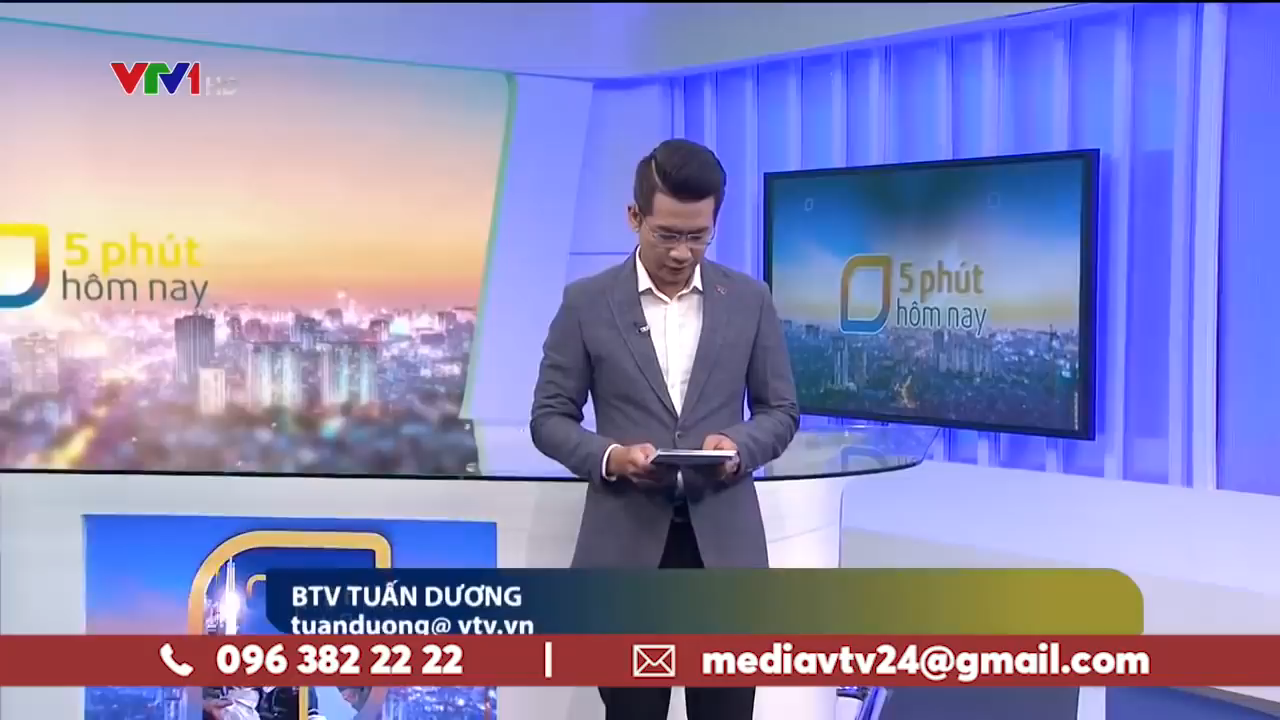 VTV1 HD
5 phút
hôm nay
5 phút
hôm nay
BTV TUẤN DƯƠNG
tuanduong@ vtv.vn
096 382 22 22 | mediavtv24@gmail.com